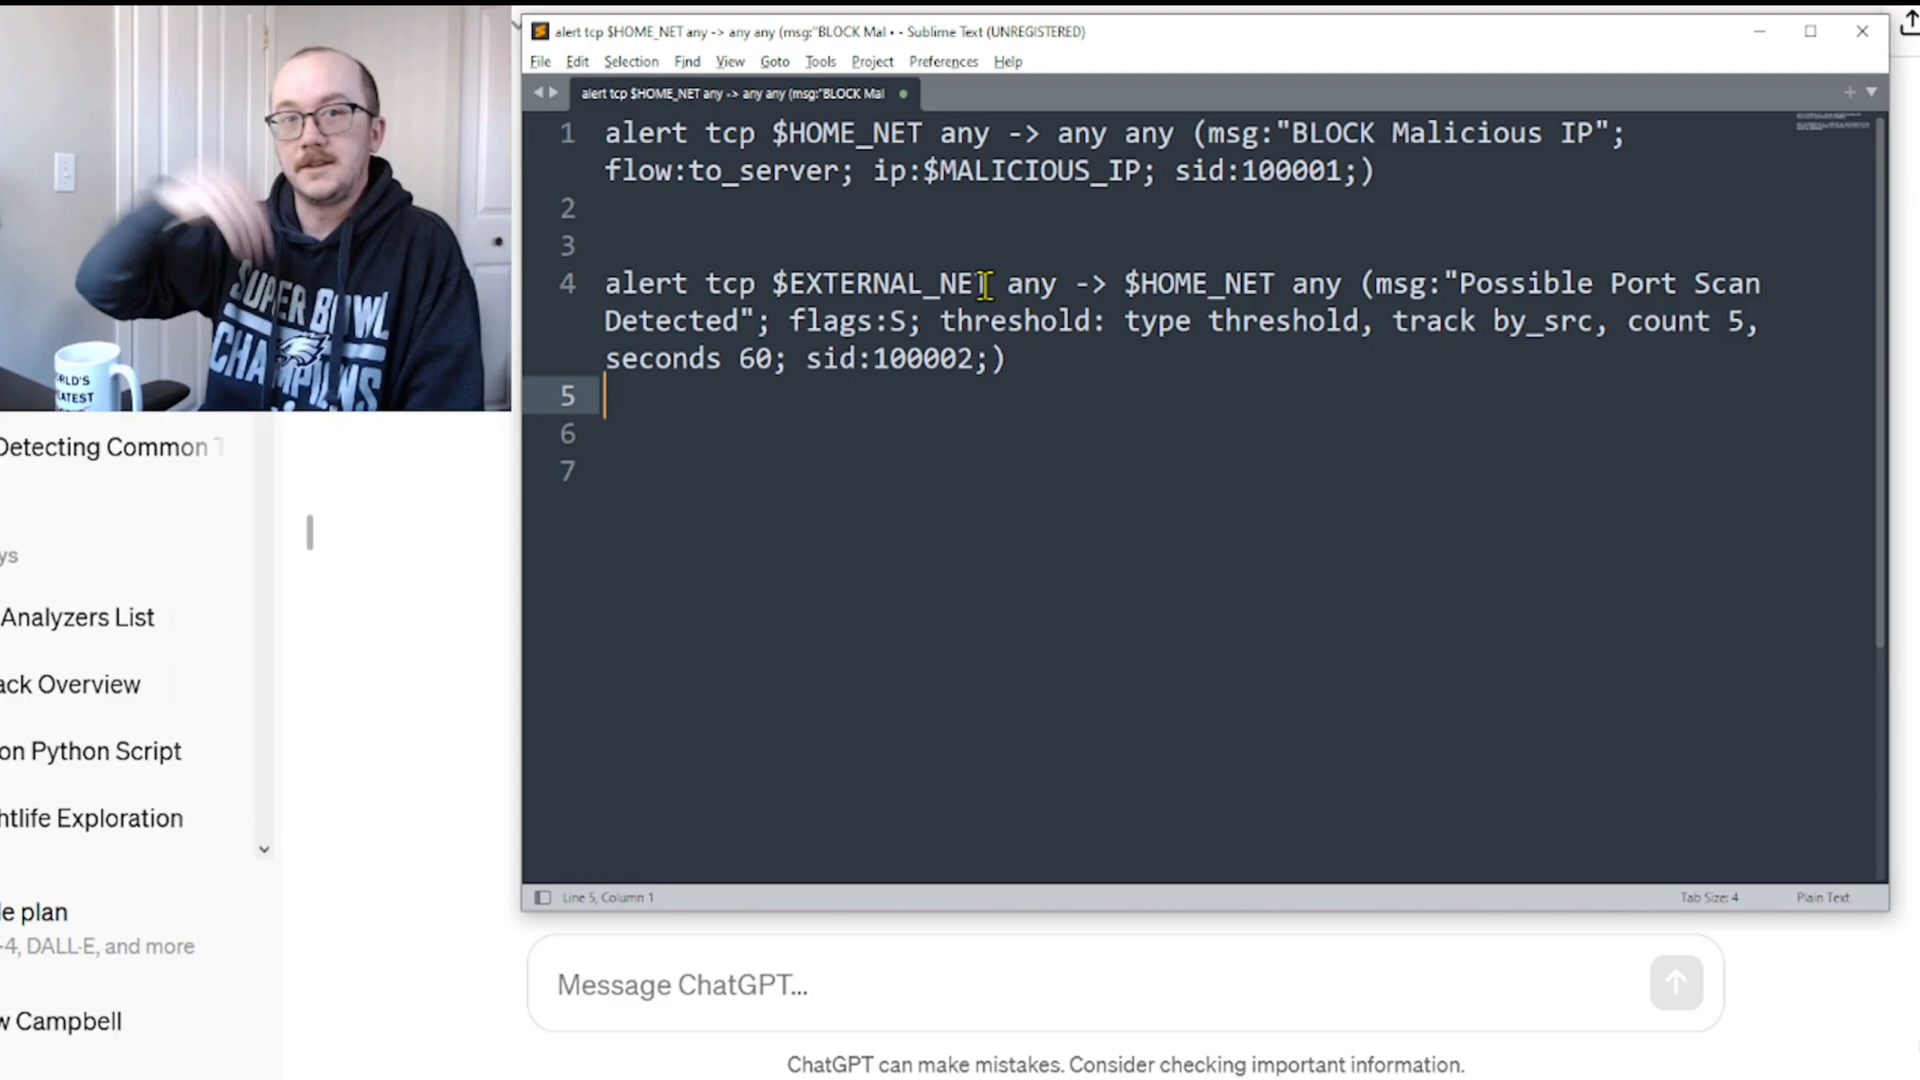 alert tcp $HOME_NET any -> any any (msg:"BLOCK Mal • - Sublime Text (UNREGISTERED)
File Edit Selection Find View Goto Tools Project Preferences Help
alert tcp $HOME_NET any -> any any (msg:"BLOCK Mal
1 alert tcp $HOME_NET any -> any any (msg:"BLOCK Malicious IP";
flow:to_server; ip:$MALICIOUS_IP; sid:100001;)
2
3
4 alert tcp $EXTERNAL_NET any -> $HOME_NET any (msg:"Possible Port Scan
Detected"; flags:S; threshold: type threshold, track by_src, count 5,
seconds 60; sid:100002;)
5
6
7
Line 5, Column 1
Tab Size: 4
Plain Text
SUPER BOWL
CHAMPIONS
Detecting Common
ys
Analyzers List
ack Overview
on Python Script
htlife Exploration
le plan
-4, DALL·E, and more
w Campbell
Message ChatGPT...
ChatGPT can make mistakes. Consider checking important information.